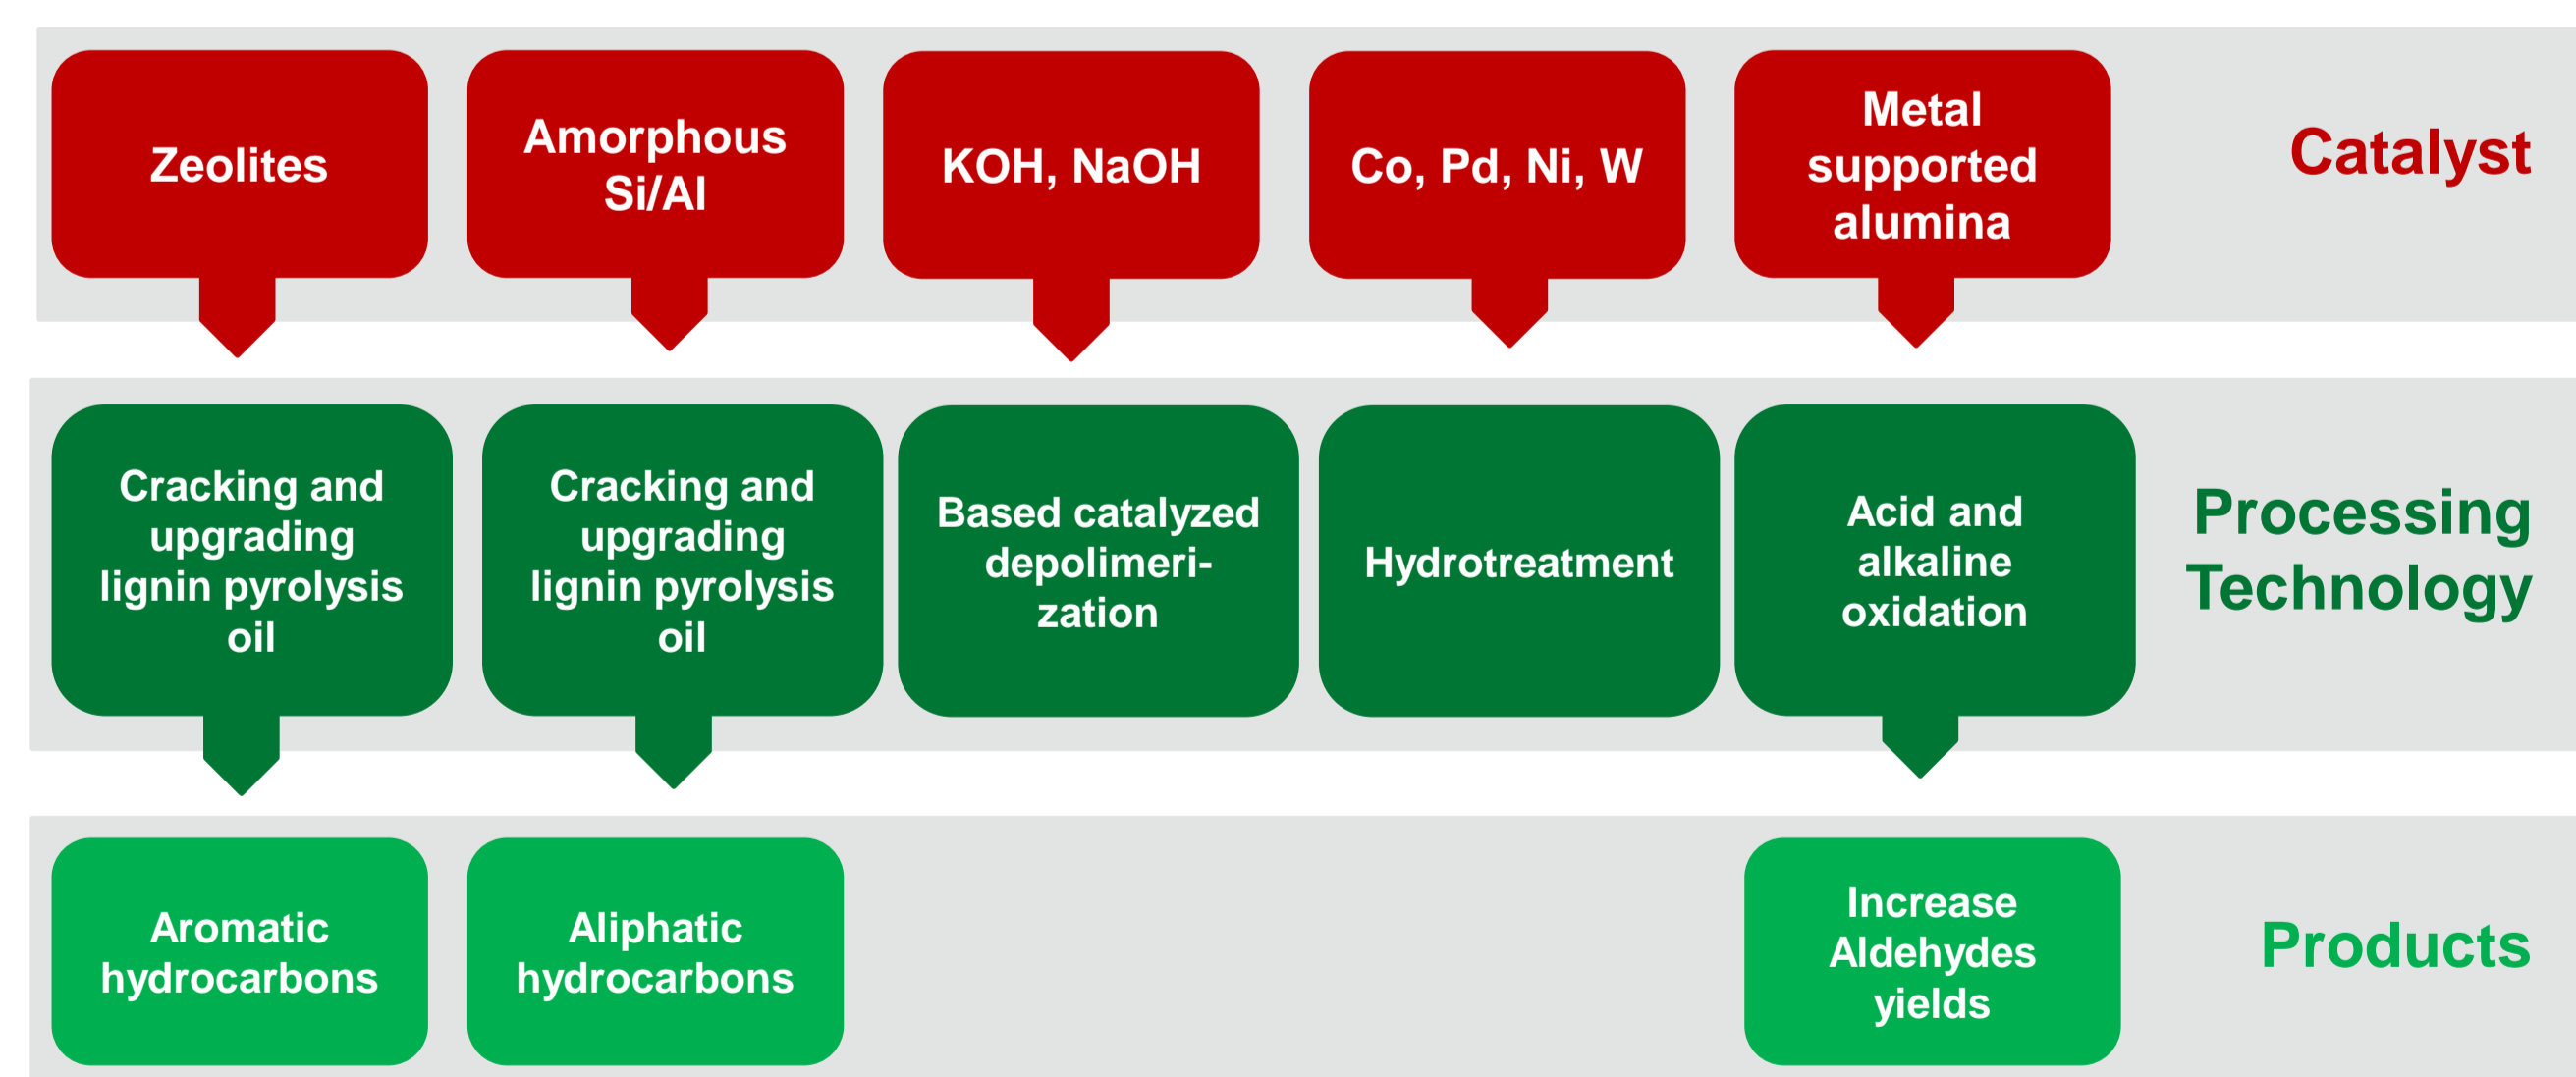 Zeolites
Amorphous
Si/Al
KOH, NaOH
Co, Pd, Ni, W
Metal
supported
alumina
Catalyst
Cracking and
upgrading
lignin pyrolysis
oil
Cracking and
upgrading
lignin pyrolysis
oil
Based catalyzed
depolimeri-
zation
Hydrotreatment
Acid and
alkaline
oxidation
Processing
Technology
Aromatic
hydrocarbons
Aliphatic
hydrocarbons
Increase
Aldehydes
yields
Products